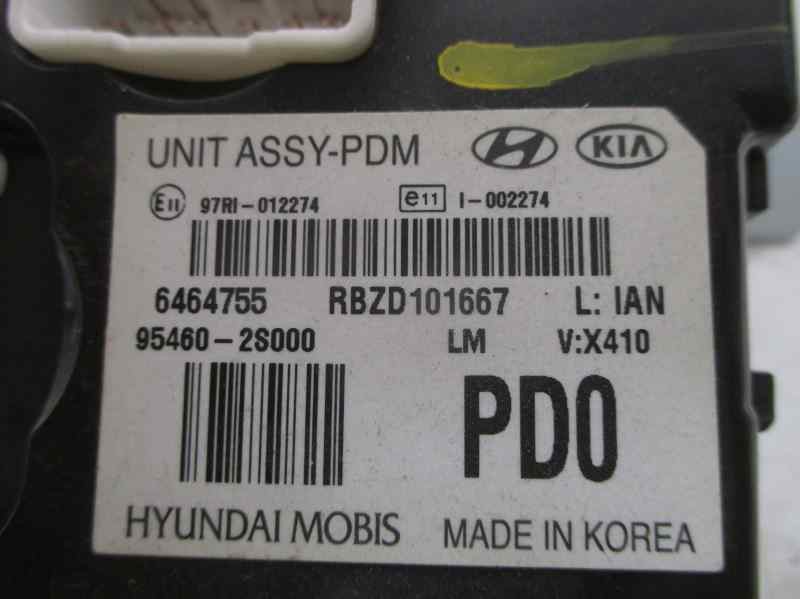 UNIT ASSY-PDM H KIA
E11 97RI-012274 e11 I-002274
6464755 RBZD101667 L: IAN
95460-2S000 LM V:X410
PD0
HYUNDAI MOBIS MADE IN KOREA